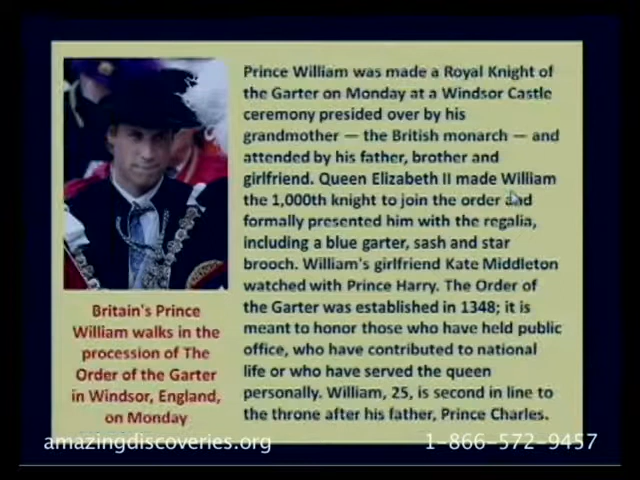 Prince William was made a Royal Knight of
the Garter on Monday at a Windsor Castle
ceremony presided over by his
grandmother — the British monarch — and
attended by his father, brother and
girlfriend. Queen Elizabeth II made William
the 1,000th knight to join the order and
formally presented him with the regalia,
including a blue garter, sash and star
brooch. William's girlfriend Kate Middleton
watched with Prince Harry. The Order of
the Garter was established in 1348; it is
meant to honor those who have held public
office, who have contributed to national
life or who have served the queen
personally. William, 25, is second in line to
the throne after his father, Prince Charles.
Britain's Prince
William walks in the
procession of The
Order of the Garter
in Windsor, England,
on Monday
amazingdiscoveries.org
1-866-572-9457